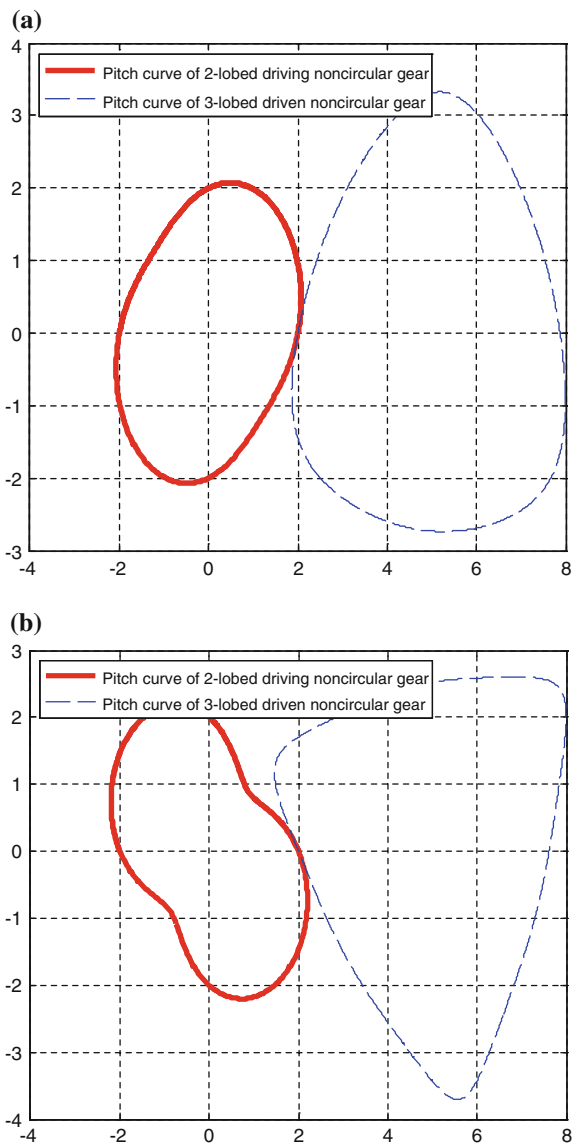 (a)
4
Pitch curve of 2-lobed driving noncircular gear
Pitch curve of 3-lobed driven noncircular gear
3
2
1
0
-1
-2
-3
-4 -2 0 2 4 6 8
(b)
3
Pitch curve of 2-lobed driving noncircular gear
Pitch curve of 3-lobed driven noncircular gear
2
1
0
-1
-2
-3
-4
-4 -2 0 2 4 6 8